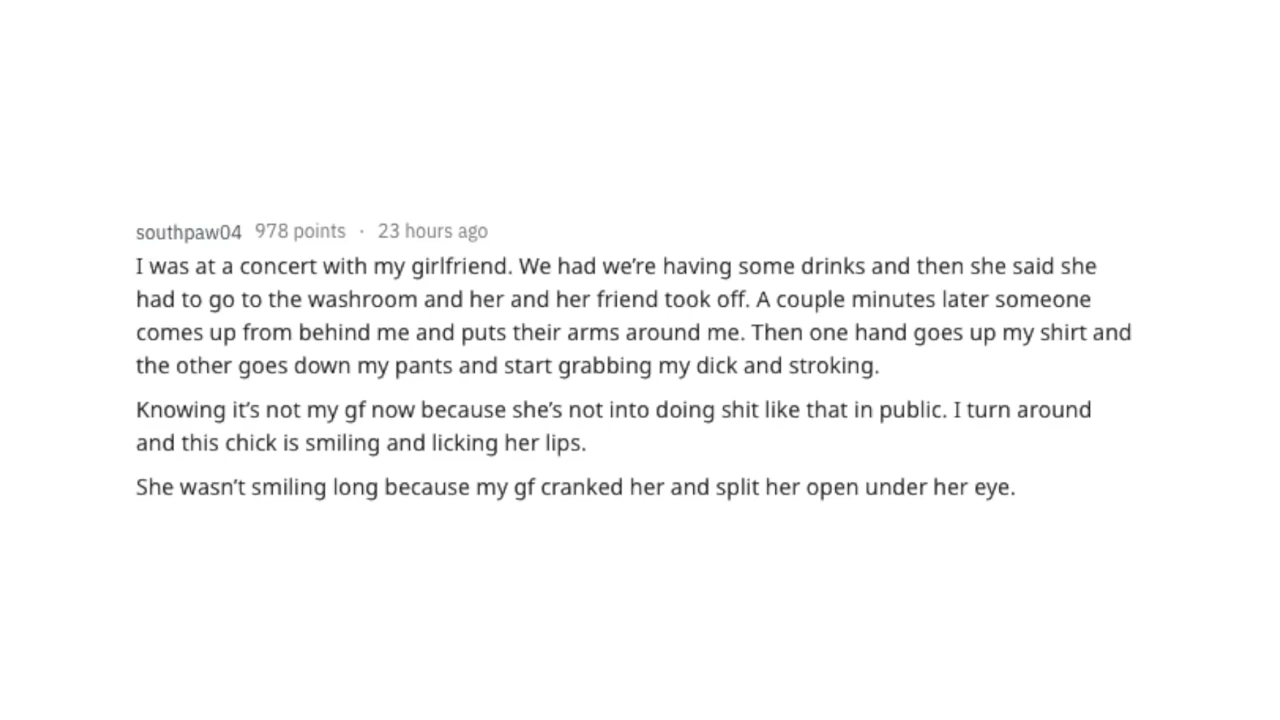 southpaw04 978 points · 23 hours ago
I was at a concert with my girlfriend. We had we’re having some drinks and then she said she
had to go to the washroom and her and her friend took off. A couple minutes later someone
comes up from behind me and puts their arms around me. Then one hand goes up my shirt and
the other goes down my pants and start grabbing my dick and stroking.
Knowing it’s not my gf now because she’s not into doing shit like that in public. I turn around
and this chick is smiling and licking her lips.
She wasn’t smiling long because my gf cranked her and split her open under her eye.